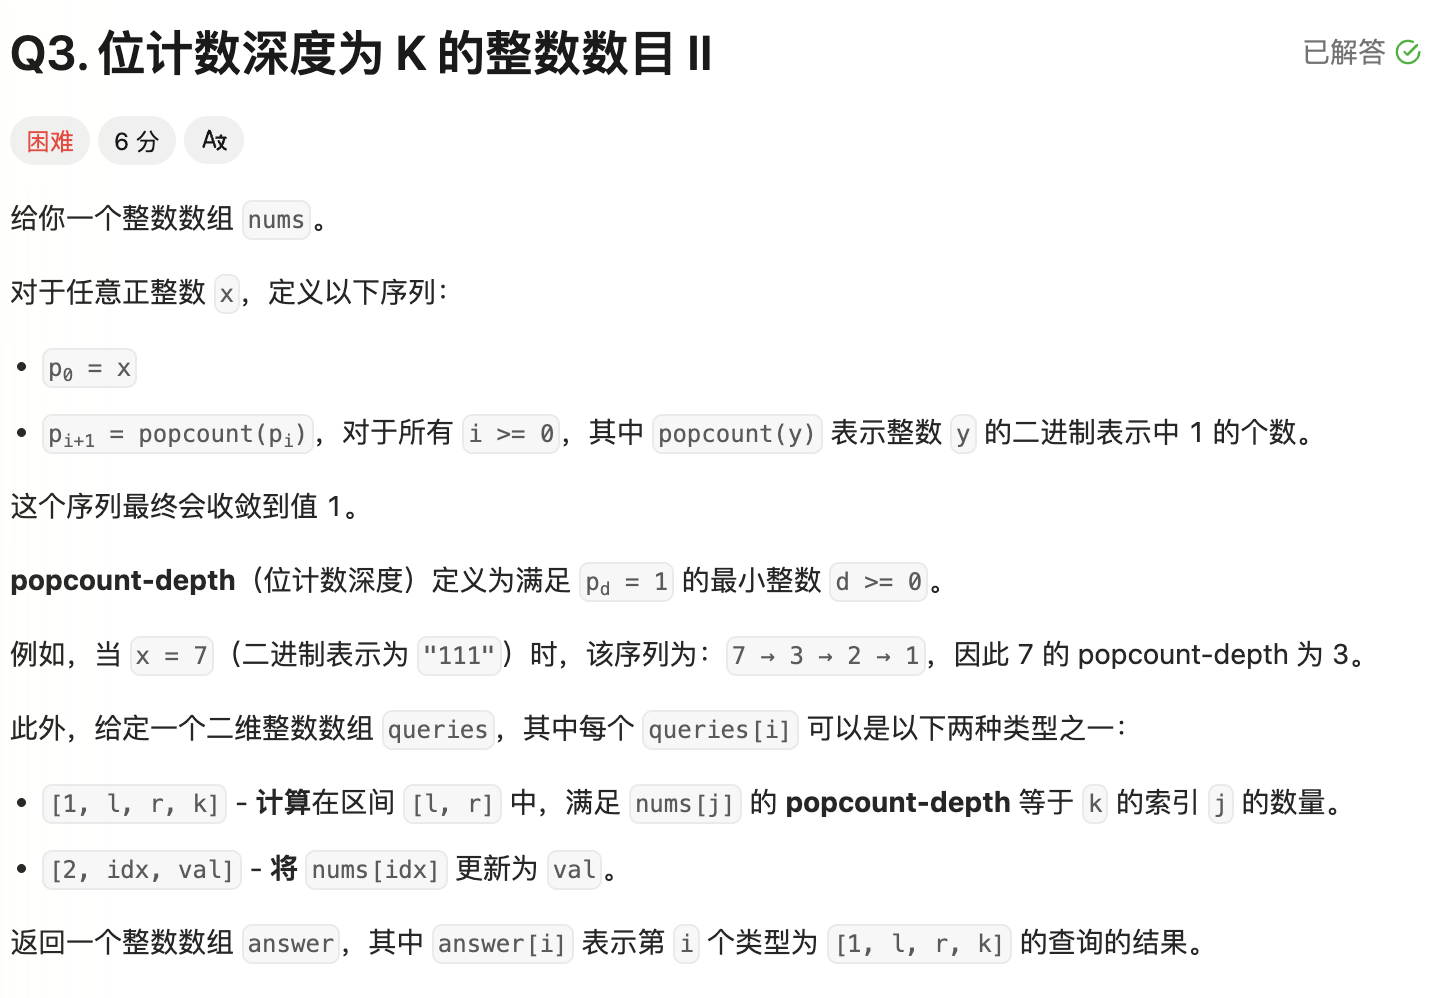 Q3. 位计数深度为 K 的整数数目 II
已解答
困难
6 分
给你一个整数数组 nums。
对于任意正整数 x，定义以下序列：
• p₀ = x
• pᵢ₊₁ = popcount(pᵢ)，对于所有 i >= 0，其中 popcount(y) 表示整数 y 的二进制表示中 1 的个数。
这个序列最终会收敛到值 1。
popcount-depth（位计数深度）定义为满足 p_d = 1 的最小整数 d >= 0。
例如，当 x = 7（二进制表示为 "111"）时，该序列为：7 → 3 → 2 → 1，因此 7 的 popcount-depth 为 3。
此外，给定一个二维整数数组 queries，其中每个 queries[i] 可以是以下两种类型之一：
• [1, l, r, k] - 计算在区间 [l, r] 中，满足 nums[j] 的 popcount-depth 等于 k 的索引 j 的数量。
• [2, idx, val] - 将 nums[idx] 更新为 val。
返回一个整数数组 answer，其中 answer[i] 表示第 i 个类型为 [1, l, r, k] 的查询的结果。